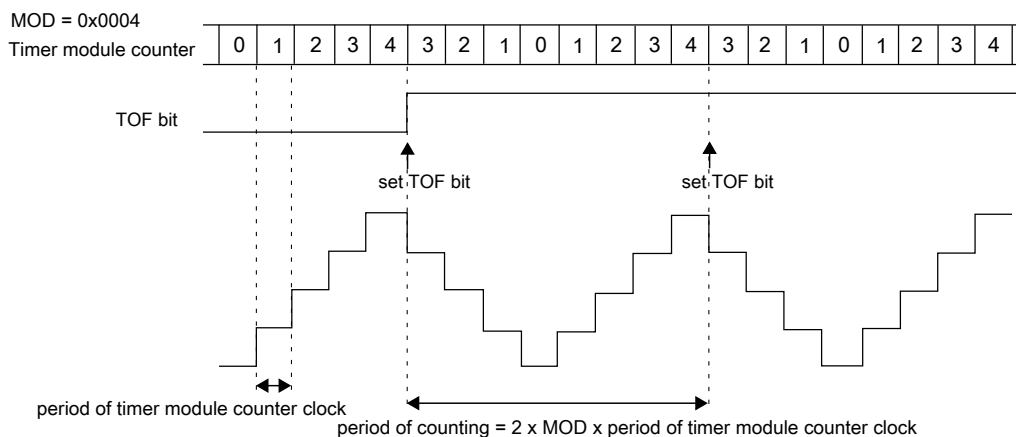 MOD = 0x0004
Timer module counter 0 1 2 3 4 3 2 1 0 1 2 3 4 3 2 1 0 1 2 3 4
TOF bit
set TOF bit set TOF bit
period of timer module counter clock
period of counting = 2 x MOD x period of timer module counter clock